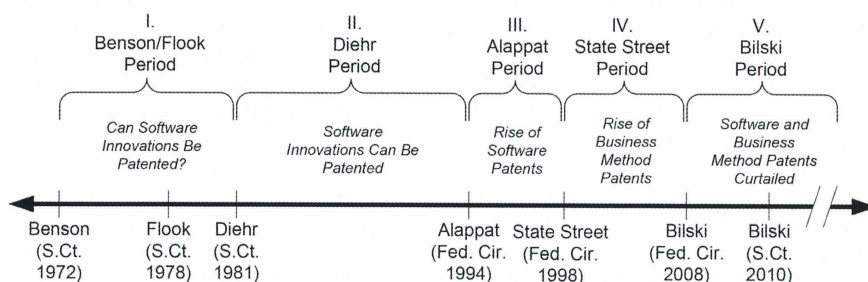 I.
Benson/Flook
Period
II.
Diehr
Period
III.
Alappat
Period
IV.
State Street
Period
V.
Bilski
Period
Can Software
Innovations Be
Patented?
Software
Innovations Can Be
Patented
Rise of
Software
Patents
Rise of
Business
Method
Patents
Software and
Business
Method Patents
Curtailed
Benson
(S.Ct.
1972)
Flook
(S.Ct.
1978)
Diehr
(S.Ct.
1981)
Alappat
(Fed. Cir.
1994)
State Street
(Fed. Cir.
1998)
Bilski
(Fed. Cir.
2008)
Bilski
(S.Ct.
2010)